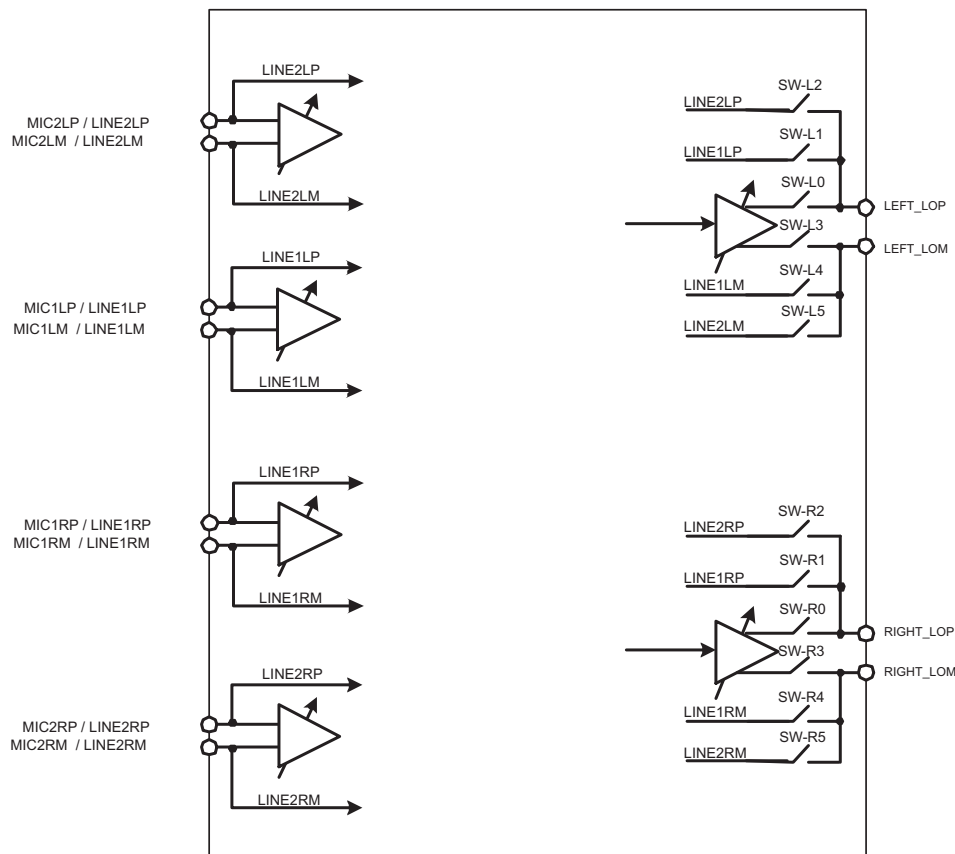 LINE2LP
MIC2LP / LINE2LP
MIC2LM / LINE2LM
LINE2LM
LINE1LP
MIC1LP / LINE1LP
MIC1LM / LINE1LM
LINE1LM
LINE1RP
MIC1RP / LINE1RP
MIC1RM / LINE1RM
LINE1RM
LINE2RP
MIC2RP / LINE2RP
MIC2RM / LINE2RM
LINE2RM
SW-L2
LINE2LP
SW-L1
LINE1LP
SW-L0
LEFT_LOP
SW-L3
LEFT_LOM
SW-L4
LINE1LM
SW-L5
LINE2LM
SW-R2
LINE2RP
SW-R1
LINE1RP
SW-R0
RIGHT_LOP
SW-R3
RIGHT_LOM
SW-R4
LINE1RM
SW-R5
LINE2RM